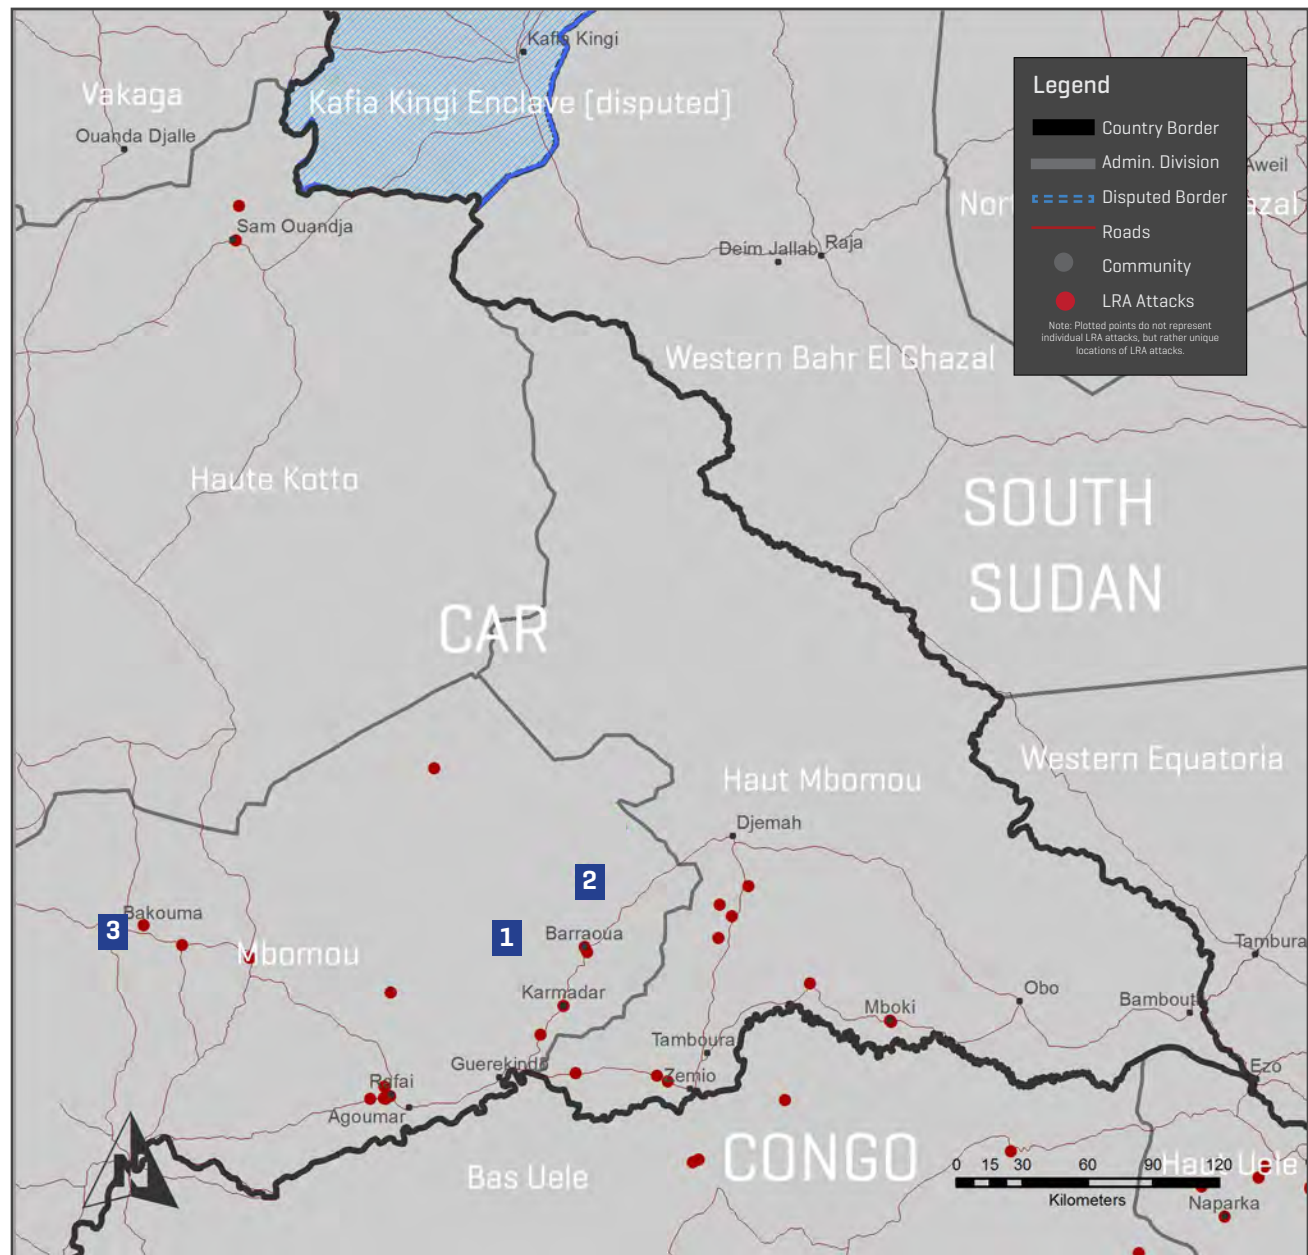 Kafia Kingi
Vakaga
Kafia Kingi Enclave [disputed]
Ouanda Djalle
Legend
Country Border
Admin. Division
Disputed Border
Roads
Community
LRA Attacks
Note: Plotted points do not represent
individual LRA attacks, but rather unique
locations of LRA attacks.
Aweil
Sam Ouandja
Deim Jallab
Raja
Western Bahr El Ghazal
Haute Kotto
SOUTH
SUDAN
CAR
Western Equatoria
Haut Mbomou
Djemah
2
Bakouma
3
1
Barraoua
Mbomou
Tambura
Karmadar
Obo
Mboki
Bambouti
Tamboura
Guerekindo
Zemio
Ezo
Rafai
Agoumar
N
Bas Uele
CONGO
Haut Uele
0 15 30 60 90 120
Kilometers
Naparka